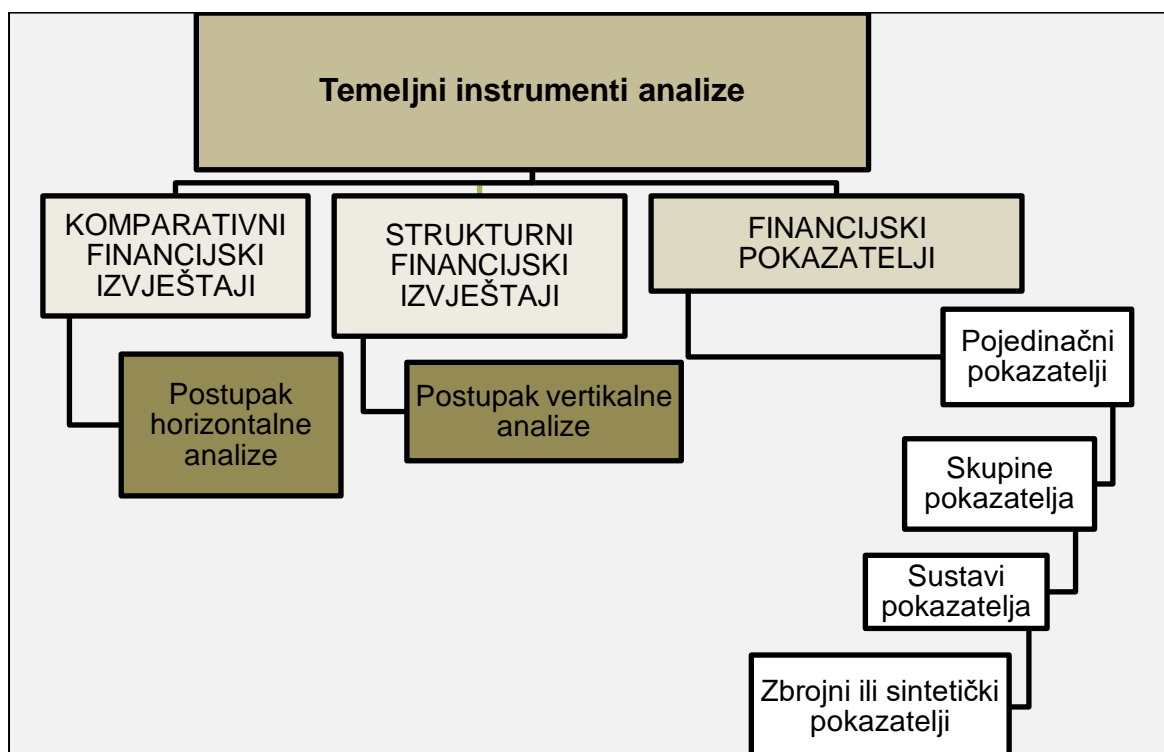 Temeljni instrumenti analize
KOMPARATIVNI
FINANCIJSKI
IZVJEŠTAJI
STRUKTURNI
FINANCIJSKI
IZVJEŠTAJI
FINANCIJSKI
POKAZATELJI
Postupak
horizontalne
analize
Postupak vertikalne
analize
Pojedinačni
pokazatelji
Skupine
pokazatelja
Sustavi
pokazatelja
Zbrojni ili sintetički
pokazatelji